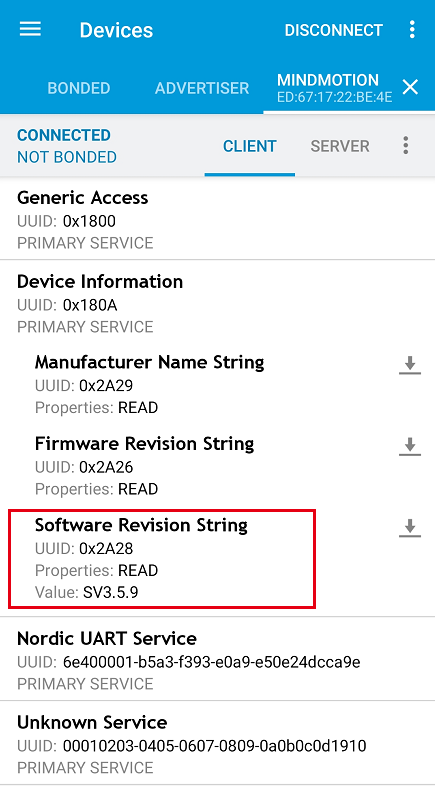 Devices
DISCONNECT
BONDED
ADVERTISER
MINDMOTION
ED:67:17:22:BE:4E
CONNECTED
NOT BONDED
CLIENT
SERVER
Generic Access
UUID: 0x1800
PRIMARY SERVICE
Device Information
UUID: 0x180A
PRIMARY SERVICE
Manufacturer Name String
UUID: 0x2A29
Properties: READ
Firmware Revision String
UUID: 0x2A26
Properties: READ
Software Revision String
UUID: 0x2A28
Properties: READ
Value: SV3.5.9
Nordic UART Service
UUID: 6e400001-b5a3-f393-e0a9-e50e24dcca9e
PRIMARY SERVICE
Unknown Service
UUID: 00010203-0405-0607-0809-0a0b0c0d1910
PRIMARY SERVICE